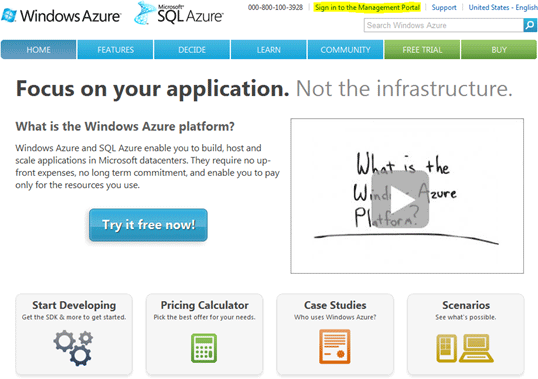 Windows Azure
Microsoft®
SQL Azure™
000-800-100-3928 | Sign in to the Management Portal | Support | United States - English
Search Windows Azure
HOME FEATURES DECIDE LEARN COMMUNITY FREE TRIAL BUY
Focus on your application. Not the infrastructure.
What is the Windows Azure platform?
Windows Azure and SQL Azure enable you to build, host and
scale applications in Microsoft datacenters. They require no up-
front expenses, no long term commitment, and enable you to pay
only for the resources you use.
Try it free now!
What is the
Window Azure
Platform?
Start Developing
Get the SDK & more to get started.
Pricing Calculator
Pick the best offer for your needs.
Case Studies
Who uses Windows Azure?
Scenarios
See what's possible.